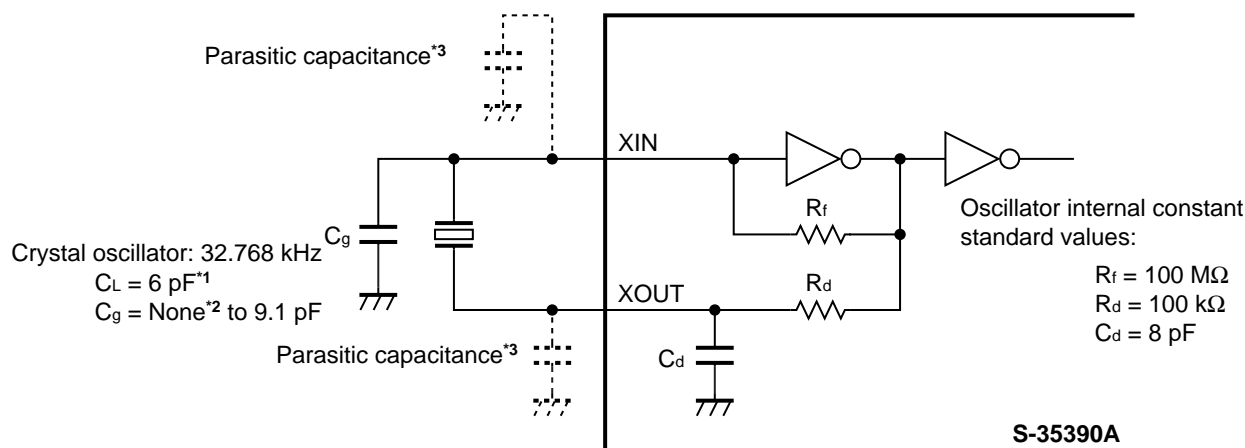 Parasitic capacitance*3
XIN
Rf
Cg
Oscillator internal constant
standard values:
Crystal oscillator: 32.768 kHz
CL = 6 pF*1
Cg = None*2 to 9.1 pF
Rf = 100 MΩ
Rd = 100 kΩ
Cd = 8 pF
XOUT
Rd
Parasitic capacitance*3
Cd
S-35390A